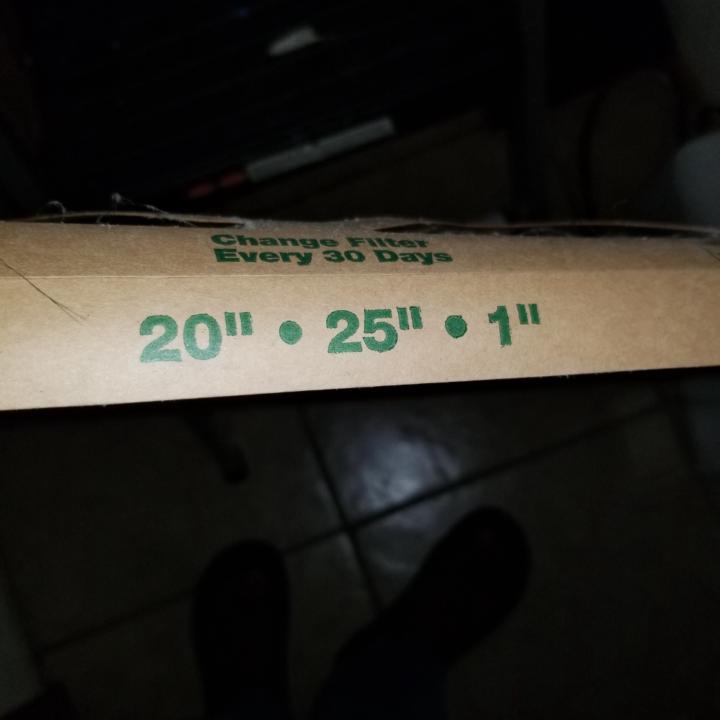 Change Filter
Every 30 Days
20" • 25" • 1"